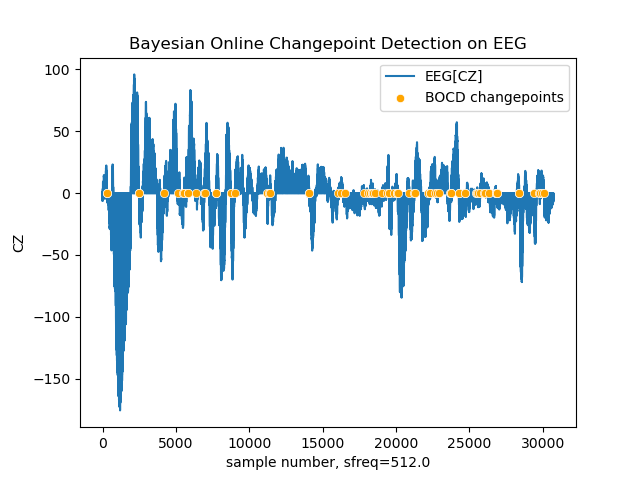 Bayesian Online Changepoint Detection on EEG
EEG[CZ]
BOCD changepoints
100
50
0
−50
−100
−150
CZ
0 5000 10000 15000 20000 25000 30000
sample number, sfreq=512.0